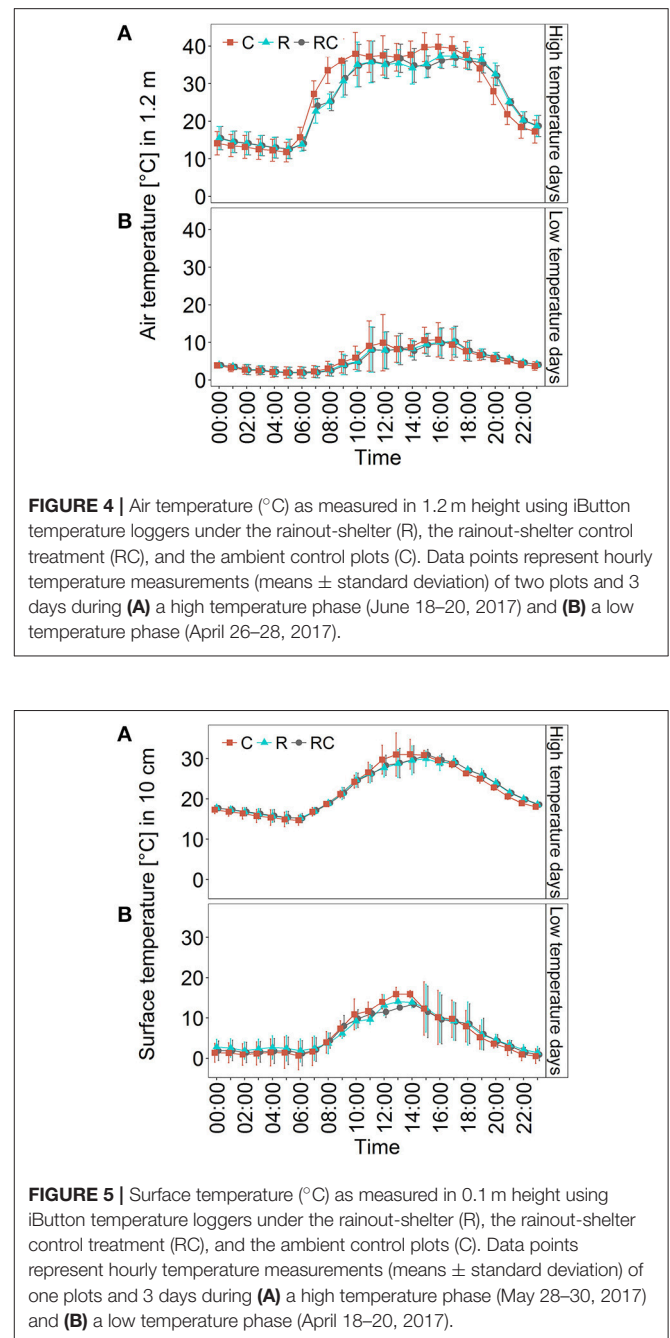 A
C R RC
40
30
20
10
0
High temperature days
B
40
30
20
10
0
Low temperature days
Air temperature [°C] in 1.2 m
00:00 02:00 04:00 06:00 08:00 10:00 12:00 14:00 16:00 18:00 20:00 22:00
Time
FIGURE 4 | Air temperature (°C) as measured in 1.2 m height using iButton
temperature loggers under the rainout-shelter (R), the rainout-shelter control
treatment (RC), and the ambient control plots (C). Data points represent hourly
temperature measurements (means ± standard deviation) of two plots and 3
days during (A) a high temperature phase (June 18–20, 2017) and (B) a low
temperature phase (April 26–28, 2017).
A
C R RC
30
20
10
0
High temperature days
B
30
20
10
0
Low temperature days
Surface temperature [°C] in 10 cm
00:00 02:00 04:00 06:00 08:00 10:00 12:00 14:00 16:00 18:00 20:00 22:00
Time
FIGURE 5 | Surface temperature (°C) as measured in 0.1 m height using
iButton temperature loggers under the rainout-shelter (R), the rainout-shelter
control treatment (RC), and the ambient control plots (C). Data points
represent hourly temperature measurements (means ± standard deviation) of
one plots and 3 days during (A) a high temperature phase (May 28–30, 2017)
and (B) a low temperature phase (April 18–20, 2017).